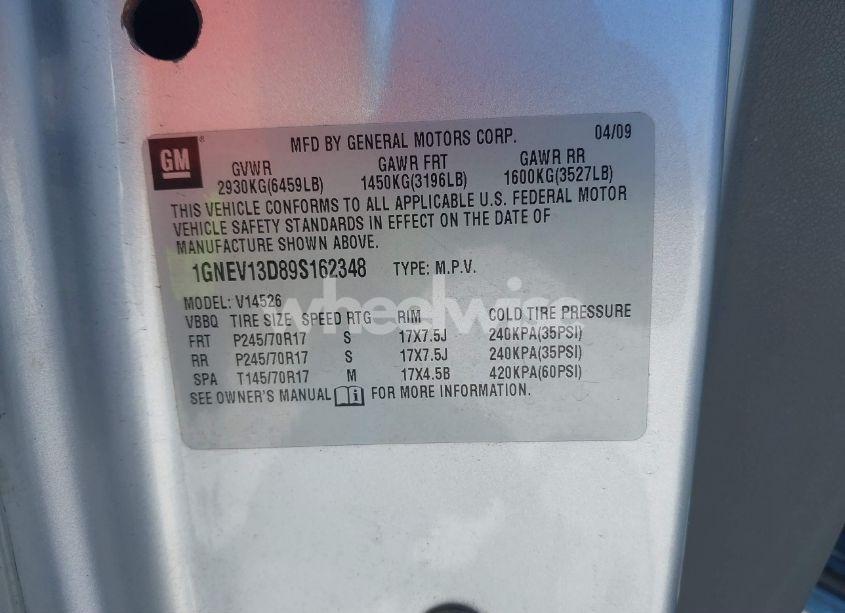 GM
MFD BY GENERAL MOTORS CORP. 04/09
GVWR GAWR FRT GAWR RR
2930KG(6459LB) 1450KG(3196LB) 1600KG(3527LB)
THIS VEHICLE CONFORMS TO ALL APPLICABLE U.S. FEDERAL MOTOR
VEHICLE SAFETY STANDARDS IN EFFECT ON THE DATE OF
MANUFACTURE SHOWN ABOVE.
1GNEV13D89S162348 TYPE: M.P.V.
MODEL: V14526
wheelwise
VBBQ TIRE SIZE SPEED RTG RIM COLD TIRE PRESSURE
FRT P245/70R17 S 17X7.5J 240KPA(35PSI)
RR P245/70R17 S 17X7.5J 240KPA(35PSI)
SPA T145/70R17 M 17X4.5B 420KPA(60PSI)
SEE OWNER'S MANUAL FOR MORE INFORMATION.